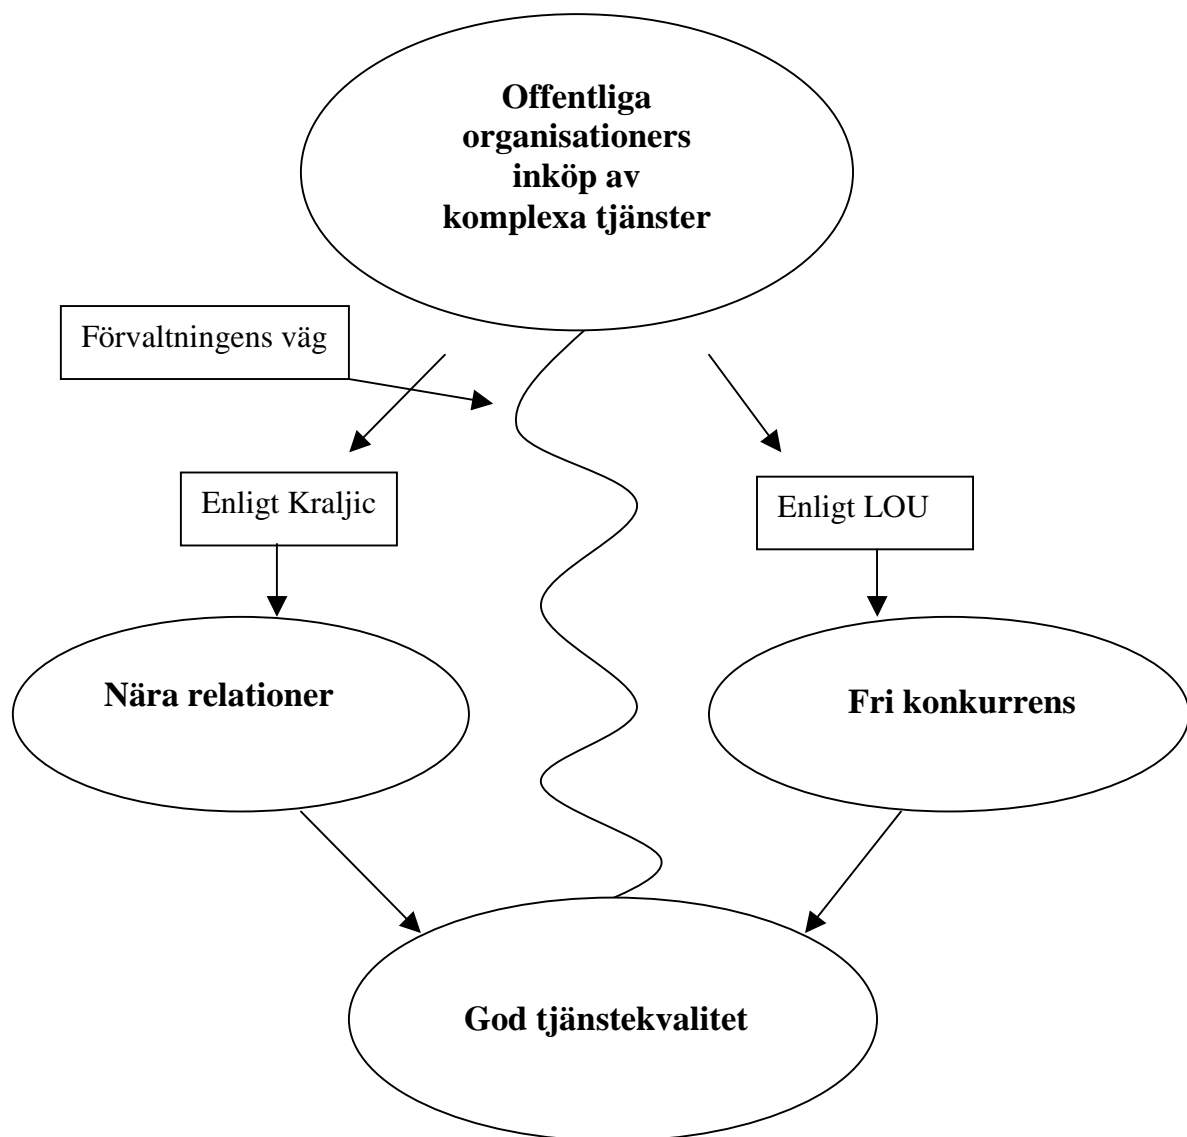 Offentliga
organisationers
inköp av
komplexa tjänster
Förvaltningens väg
Enligt Kraljic
Enligt LOU
Nära relationer
Fri konkurrens
God tjänstekvalitet